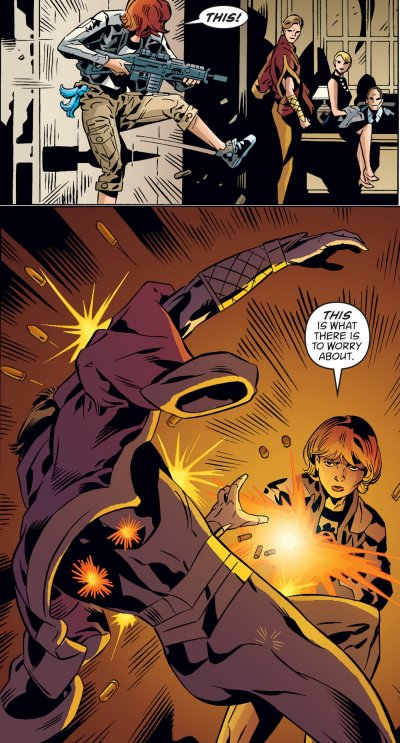 THIS!
THIS
IS WHAT
THERE IS
TO WORRY
ABOUT.